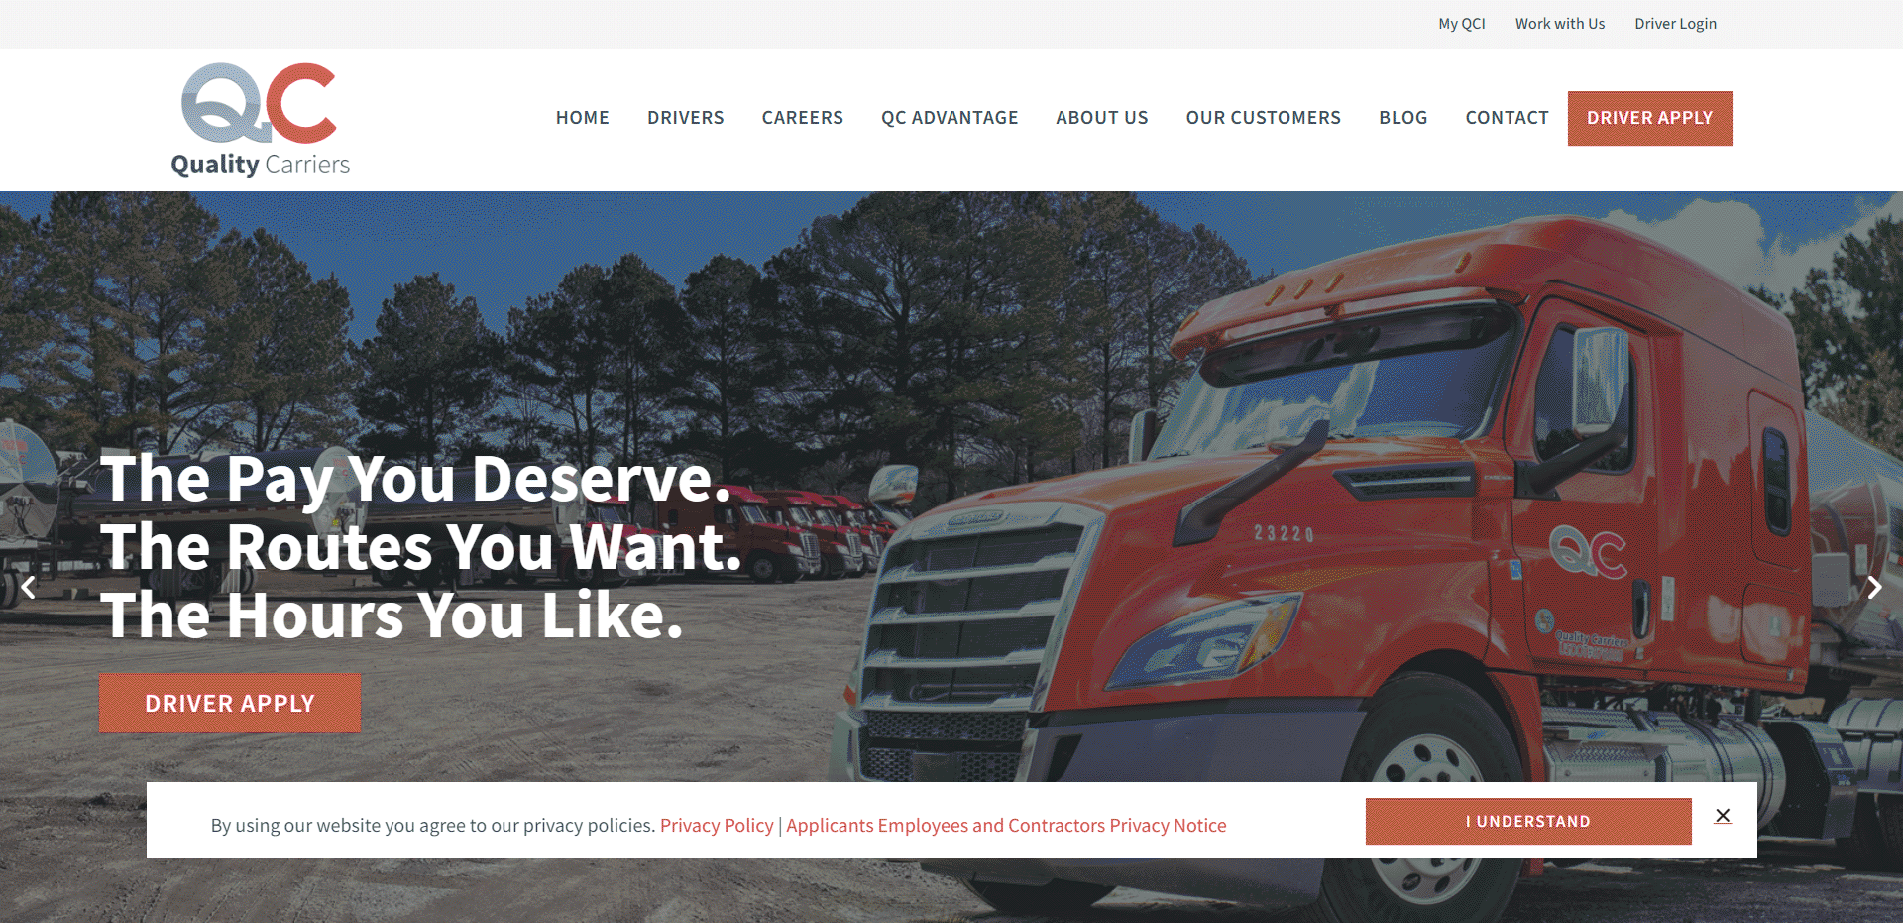 My QCI Work with Us Driver Login
QC
Quality Carriers
HOME DRIVERS CAREERS QC ADVANTAGE ABOUT US OUR CUSTOMERS BLOG CONTACT DRIVER APPLY
The Pay You Deserve.
The Routes You Want.
The Hours You Like.
DRIVER APPLY
23220
QC
Quality Carriers
By using our website you agree to our privacy policies. Privacy Policy | Applicants Employees and Contractors Privacy Notice
I UNDERSTAND